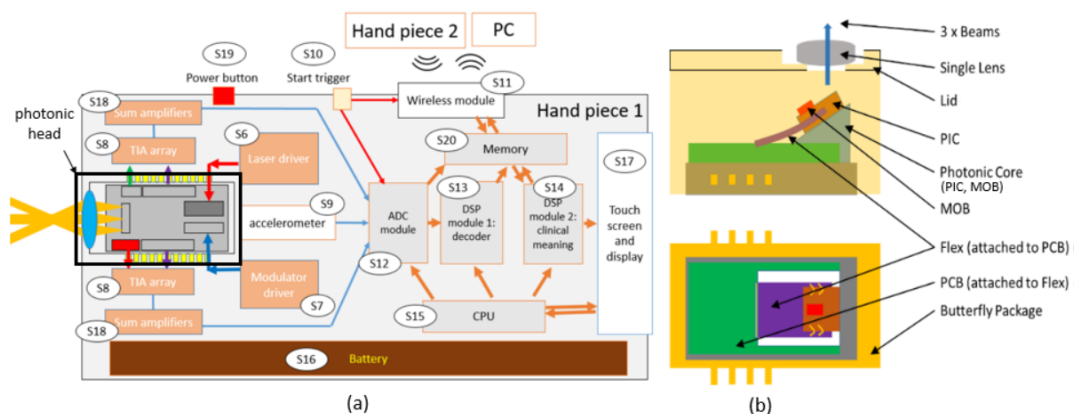 Hand piece 2
PC
S19
Power button
S10
Start trigger
S11
Wireless module
Hand piece 1
photonic
head
S18
Sum amplifiers
S8
TIA array
S6
Laser driver
S20
Memory
S17
Touch
screen and
display
S9
accelerometer
ADC
module
S12
S13
DSP
module 1:
decoder
S14
DSP
module 2:
clinical
meaning
S8
TIA array
Modulator
driver
S7
S18
Sum amplifiers
S15
CPU
S16
Battery
(a)
3 x Beams
Single Lens
Lid
PIC
Photonic Core
(PIC, MOB)
MOB
Flex (attached to PCB)
PCB (attached to Flex)
Butterfly Package
(b)